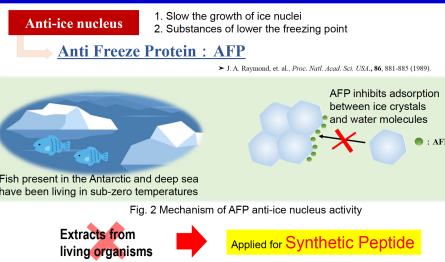 Anti-ice nucleus
1. Slow the growth of ice nuclei
2. Substances of lower the freezing point
Anti Freeze Protein : AFP
➤ J. A. Raymond, et. al., Proc. Natl. Acad. Sci. USA., 86, 881-885 (1989).
AFP inhibits adsorption
between ice crystals
and water molecules
: AF
Fish present in the Antarctic and deep sea
have been living in sub-zero temperatures
Fig. 2 Mechanism of AFP anti-ice nucleus activity
Extracts from
living organisms
Applied for Synthetic Peptide